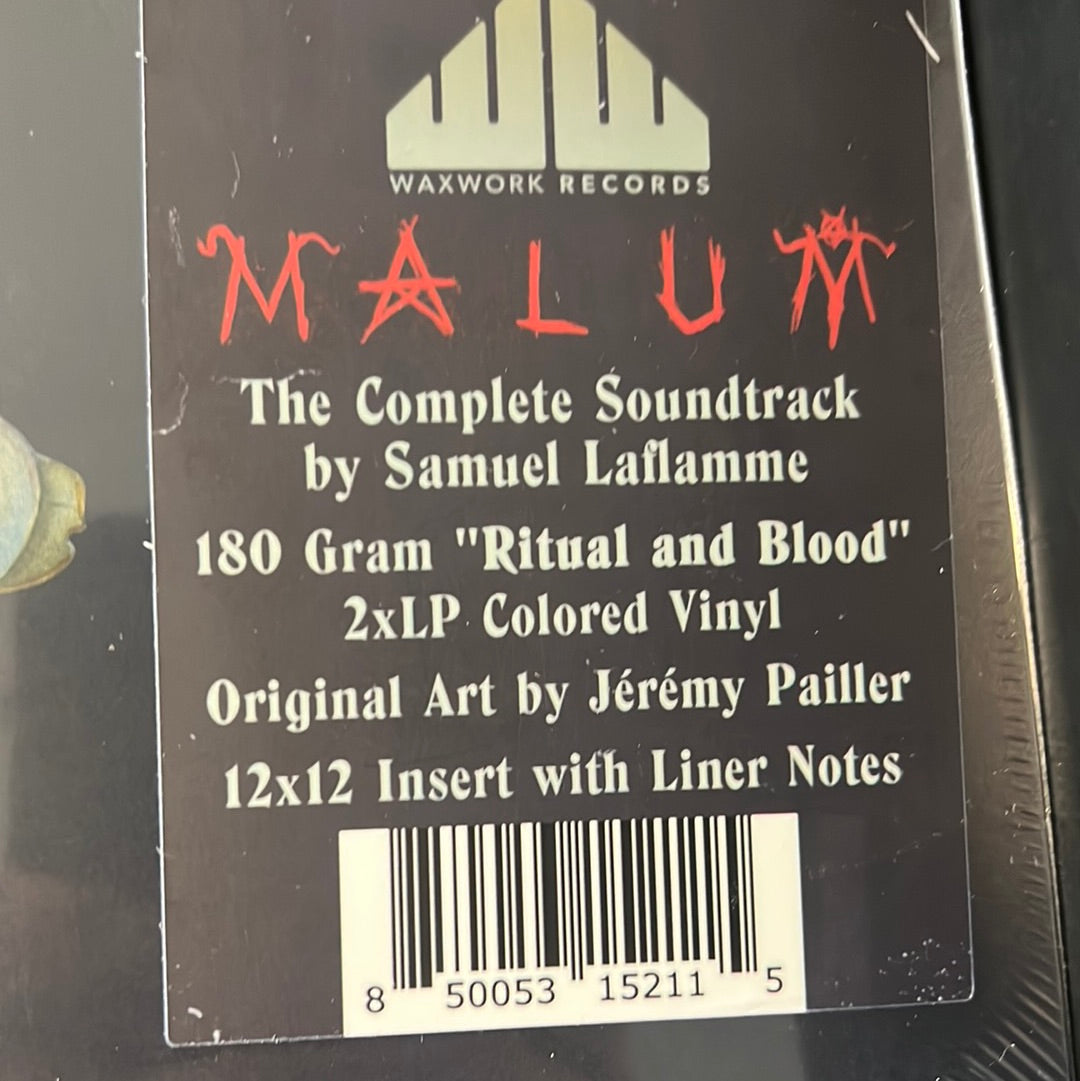 WAXWORK RECORDS
MALUM
The Complete Soundtrack
by Samuel Laflamme
180 Gram "Ritual and Blood"
2xLP Colored Vinyl
Original Art by Jérémy Pailler
12x12 Insert with Liner Notes
8 50053 15211 5